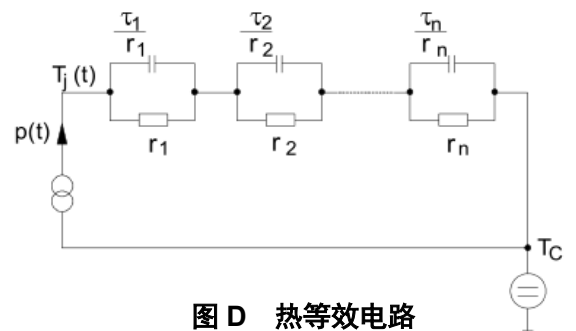 τ1/r1 τ2/r2 τn/rn
Tj (t)
p(t)
r1 r2 rn
TC
图 D 热等效电路